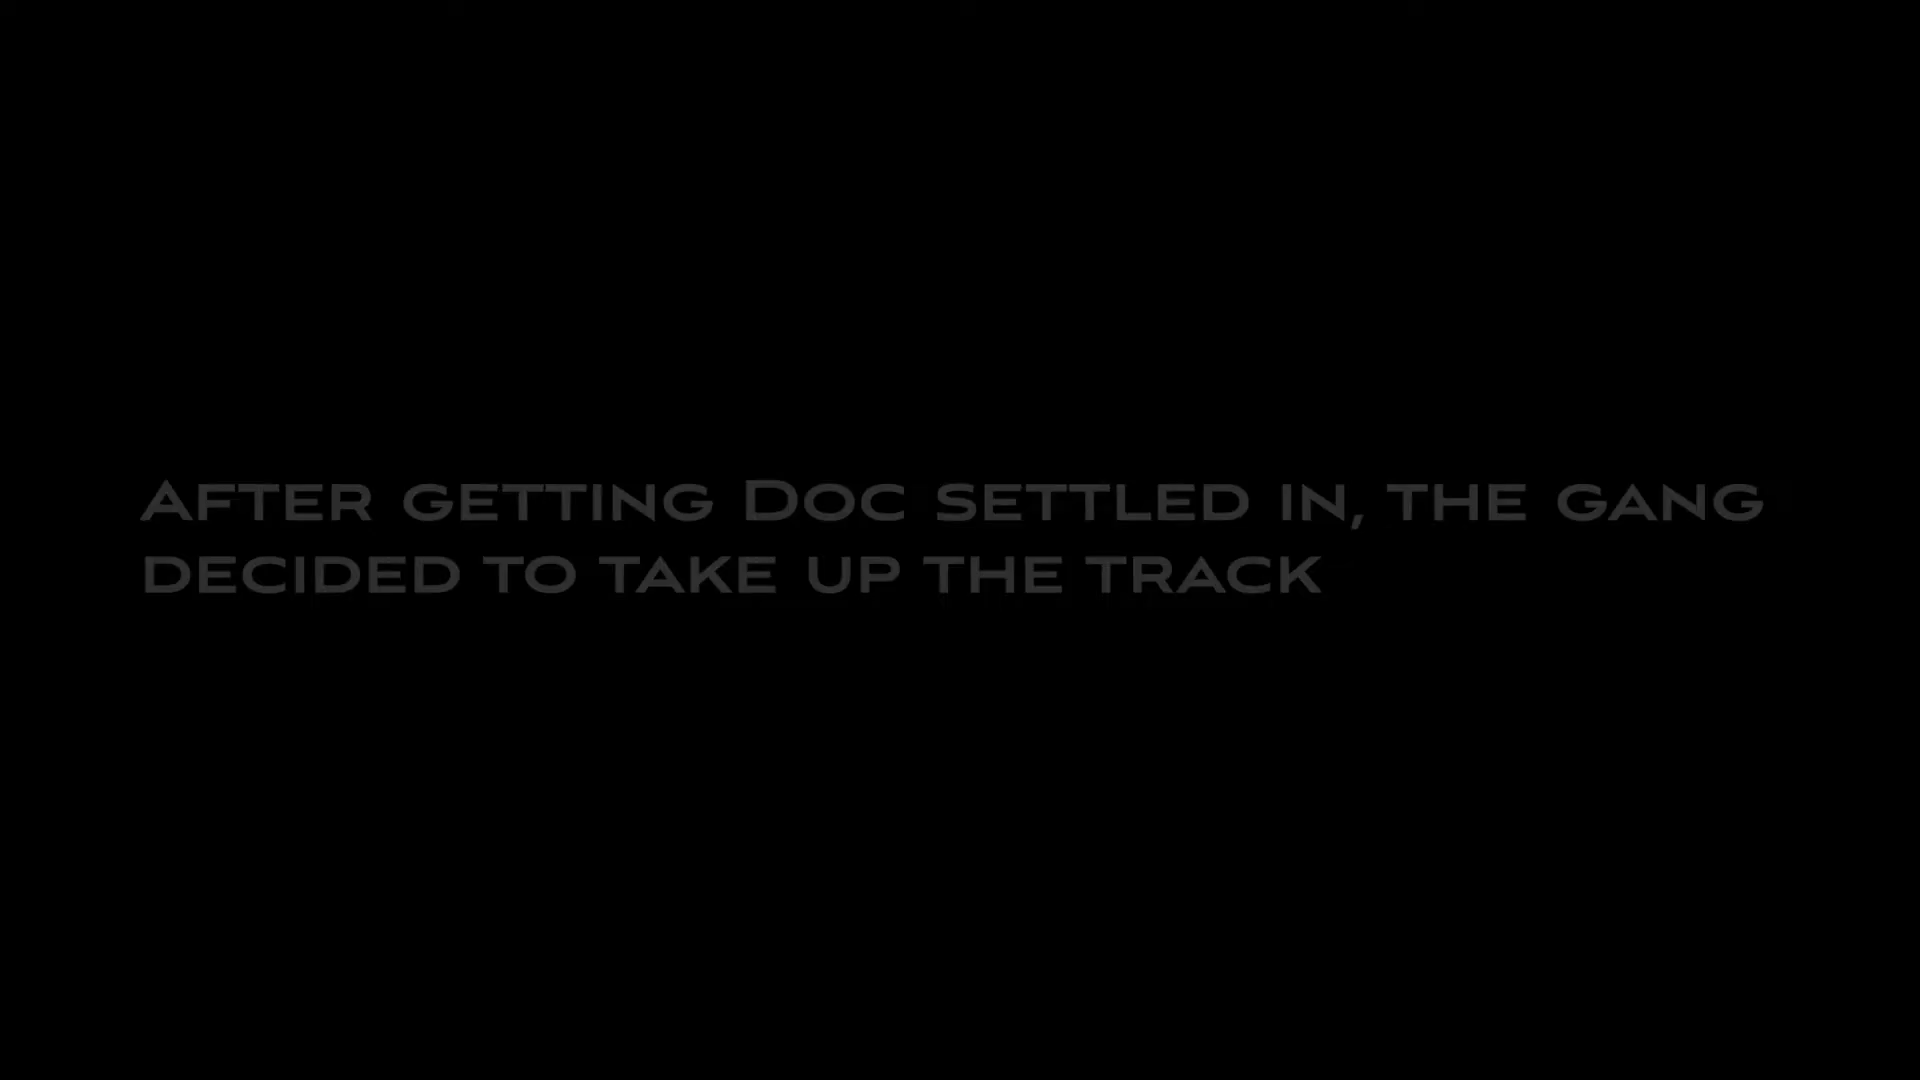 After getting Doc settled in, the gang
decided to take up the track